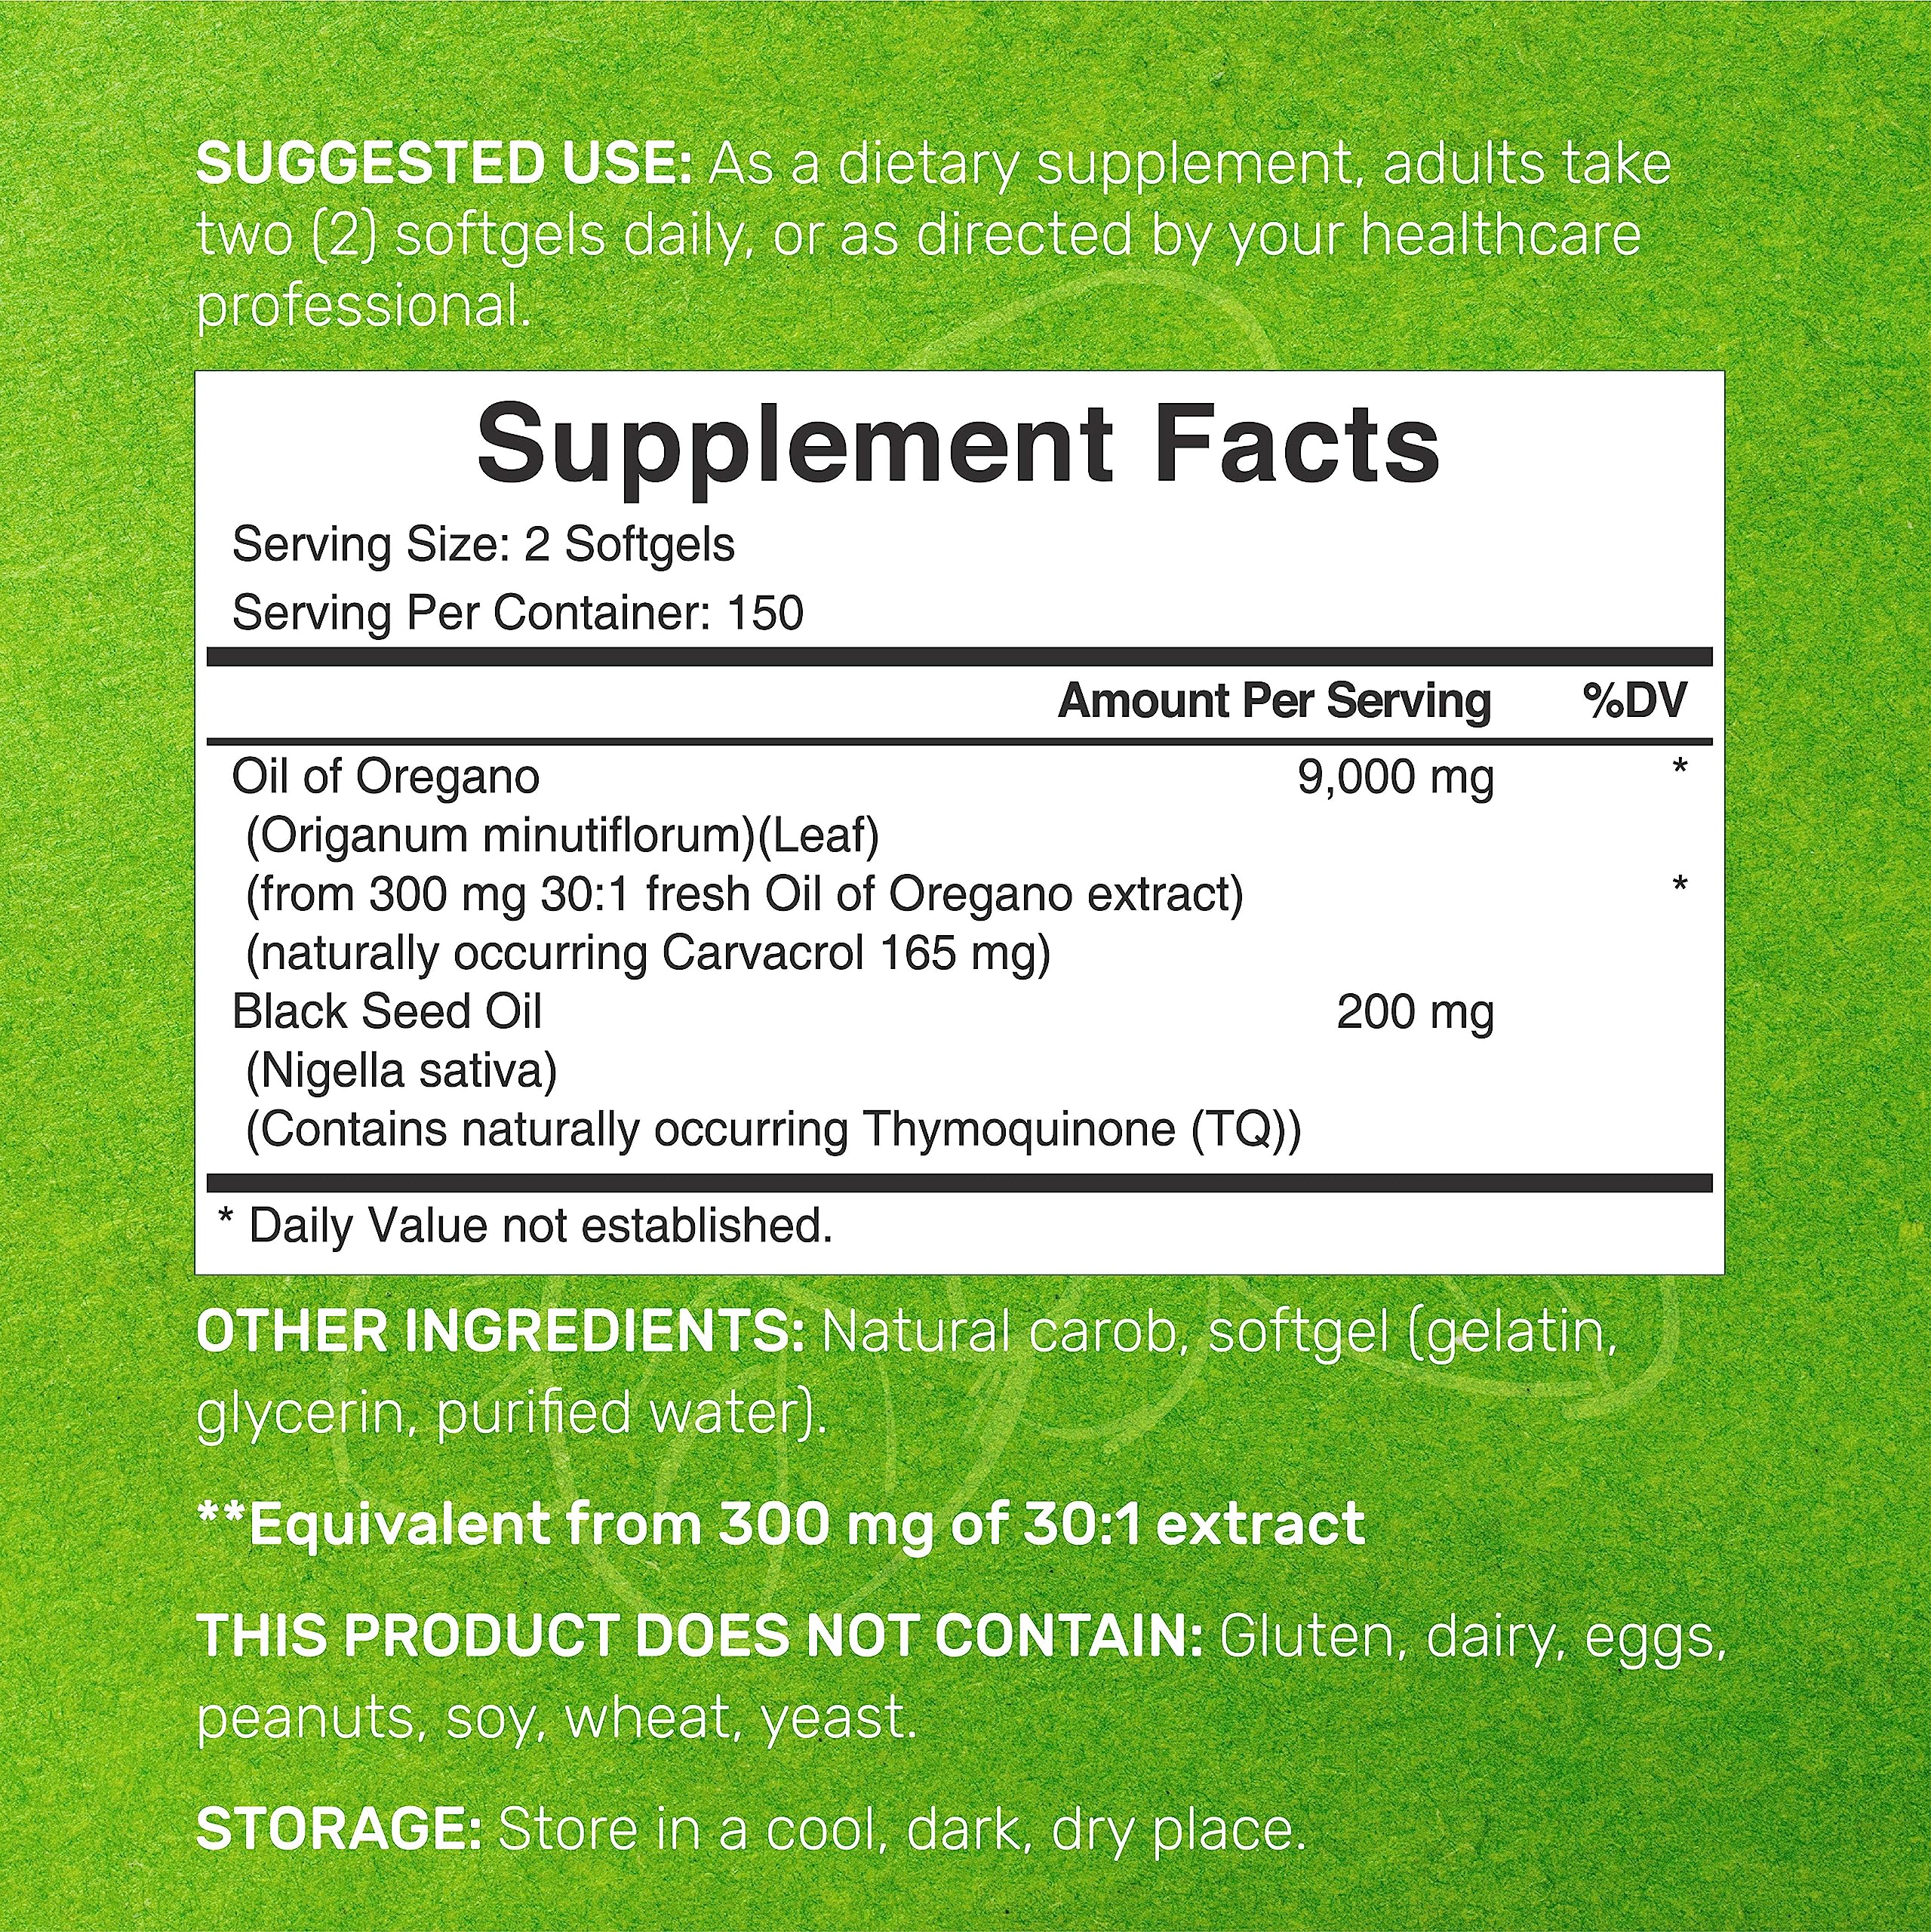 SUGGESTED USE: As a dietary supplement, adults take
two (2) softgels daily, or as directed by your healthcare
professional.
Supplement Facts
Serving Size: 2 Softgels
Serving Per Container: 150
Amount Per Serving %DV
Oil of Oregano 9,000 mg *
(Origanum minutiflorum)(Leaf)
(from 300 mg 30:1 fresh Oil of Oregano extract) *
(naturally occurring Carvacrol 165 mg)
Black Seed Oil 200 mg
(Nigella sativa)
(Contains naturally occurring Thymoquinone (TQ))
* Daily Value not established.
OTHER INGREDIENTS: Natural carob, softgel (gelatin,
glycerin, purified water).
**Equivalent from 300 mg of 30:1 extract
THIS PRODUCT DOES NOT CONTAIN: Gluten, dairy, eggs,
peanuts, soy, wheat, yeast.
STORAGE: Store in a cool, dark, dry place.